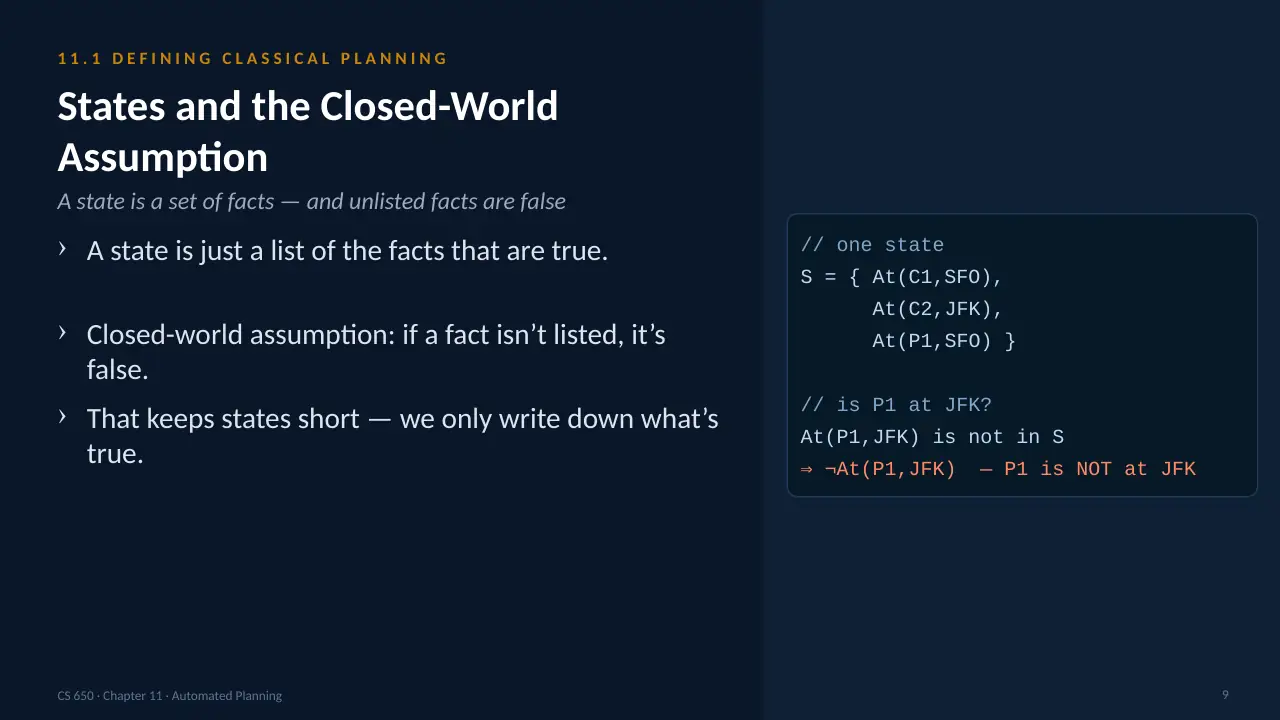 11.1 DEFINING CLASSICAL PLANNING
States and the Closed-World
Assumption
A state is a set of facts — and unlisted facts are false
› A state is just a list of the facts that are true.
› Closed-world assumption: if a fact isn’t listed, it’s
false.
› That keeps states short — we only write down what’s
true.
// one state
S = { At(C1,SFO),
At(C2,JFK),
At(P1,SFO) }
// is P1 at JFK?
At(P1,JFK) is not in S
⇒ ¬At(P1,JFK)  — P1 is NOT at JFK
CS 650 · Chapter 11 · Automated Planning
9